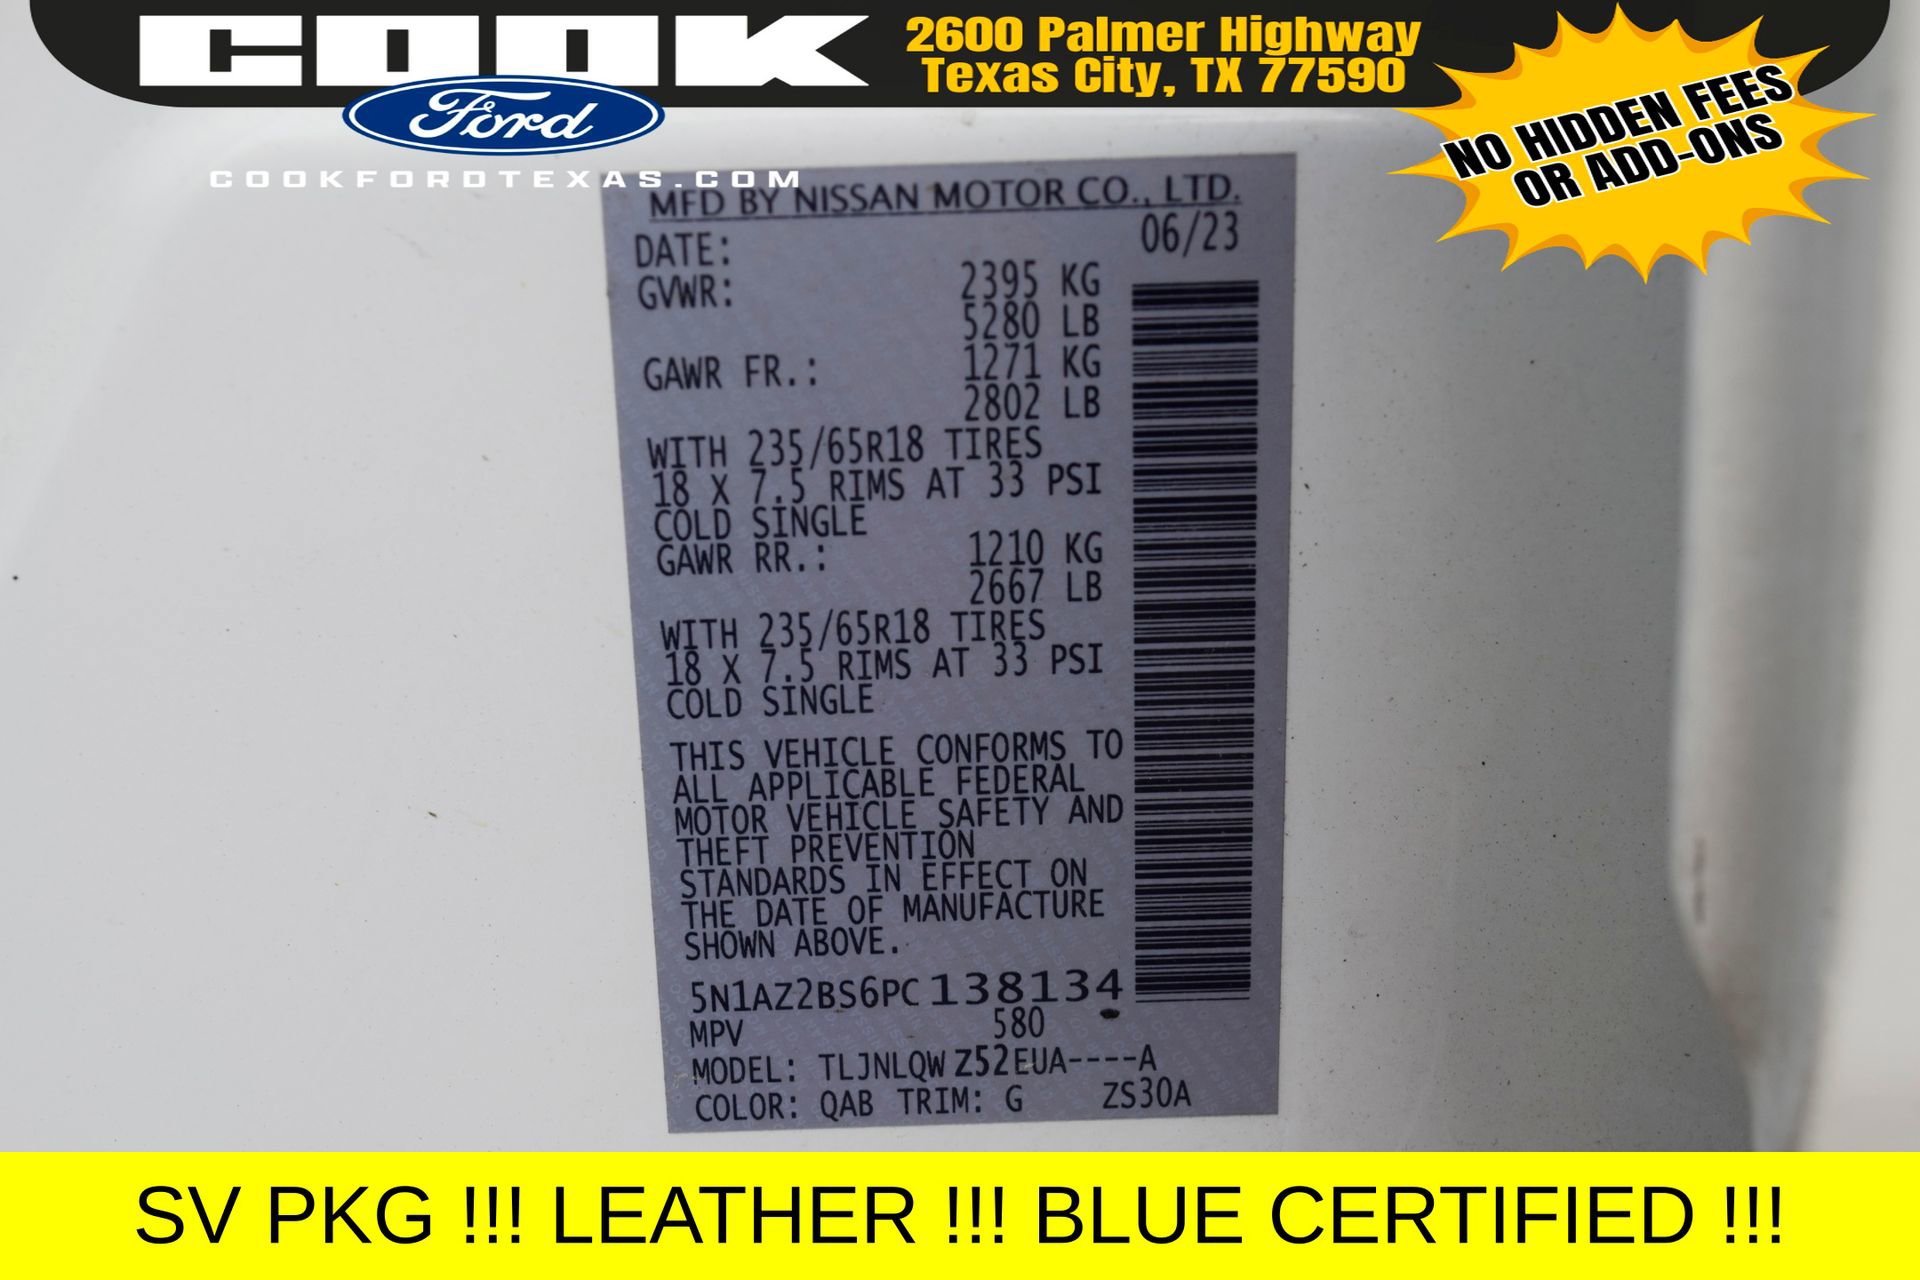 COOK
Ford
COOKFORDTEXAS.COM
2600 Palmer Highway
Texas City, TX 77590
NO HIDDEN FEES
OR ADD-ONS
MFD BY NISSAN MOTOR CO., LTD.
DATE: 06/23
GVWR: 2395 KG
5280 LB
GAWR FR.: 1271 KG
2802 LB
WITH 235/65R18 TIRES
18 X 7.5 RIMS AT 33 PSI
COLD SINGLE
GAWR RR.: 1210 KG
2667 LB
WITH 235/65R18 TIRES
18 X 7.5 RIMS AT 33 PSI
COLD SINGLE
THIS VEHICLE CONFORMS TO
ALL APPLICABLE FEDERAL
MOTOR VEHICLE SAFETY AND
THEFT PREVENTION
STANDARDS IN EFFECT ON
THE DATE OF MANUFACTURE
SHOWN ABOVE.
5N1AZ2BS6PC138134
MPV 580
MODEL: TLJNLQWZ52EUA----A
COLOR: QAB TRIM: G ZS30A
SV PKG !!! LEATHER !!! BLUE CERTIFIED !!!